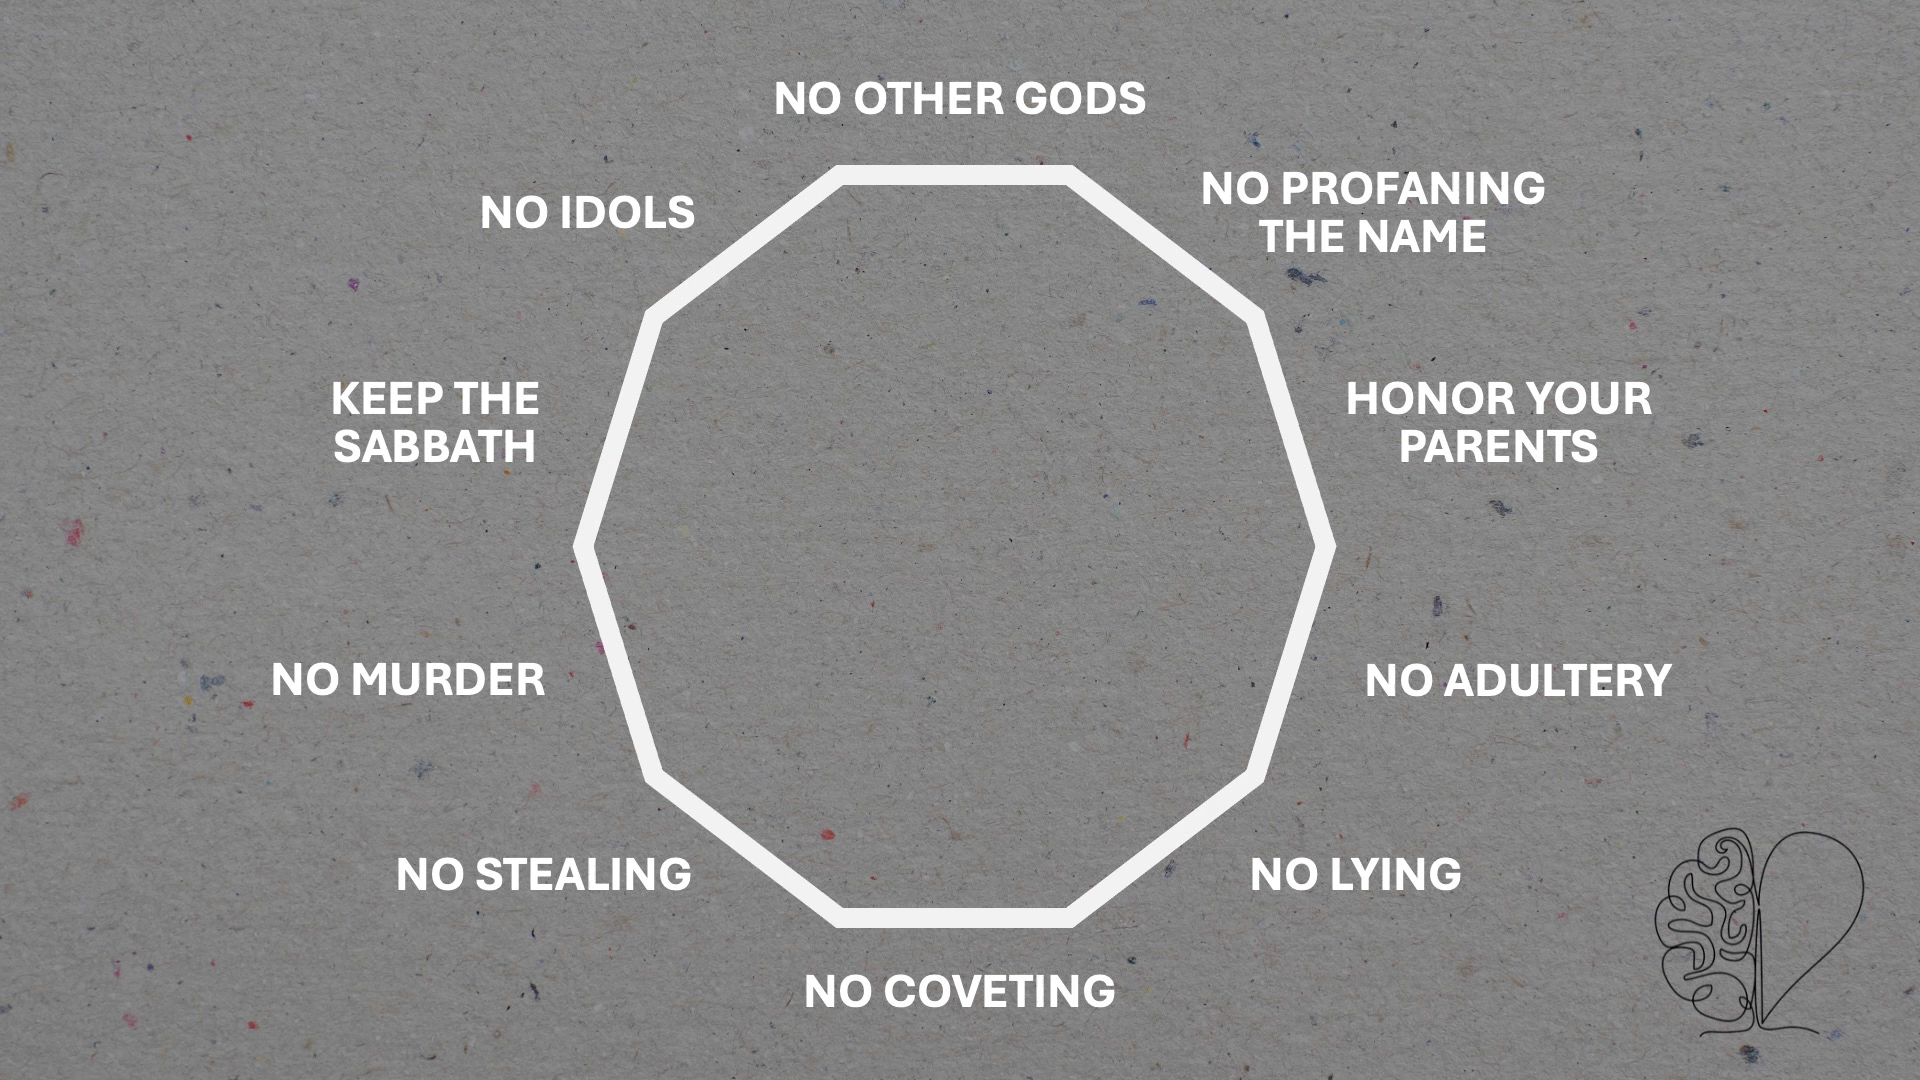 NO OTHER GODS
NO IDOLS
NO PROFANING
THE NAME
KEEP THE
SABBATH
HONOR YOUR
PARENTS
NO MURDER
NO ADULTERY
NO STEALING
NO LYING
NO COVETING